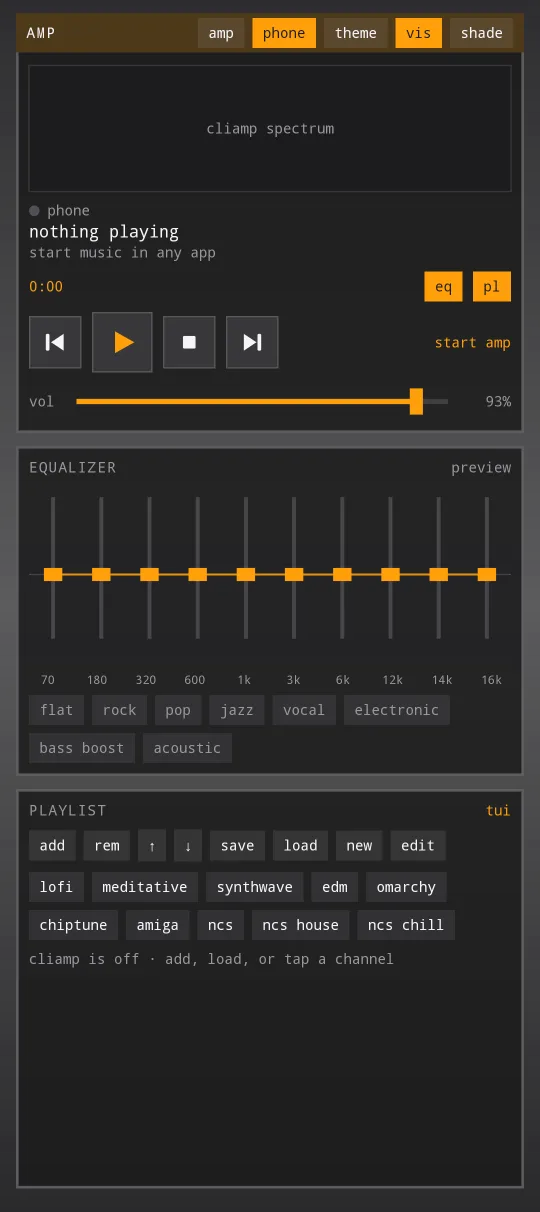 AMP amp phone theme vis shade
cliamp spectrum
phone
nothing playing
start music in any app
0:00 eq pl
start amp
vol 93%
EQUALIZER preview
70 180 320 600 1k 3k 6k 12k 14k 16k
flat rock pop jazz vocal electronic
bass boost acoustic
PLAYLIST tui
add rem ↑ ↓ save load new edit
lofi meditative synthwave edm omarchy
chiptune amiga ncs ncs house ncs chill
cliamp is off · add, load, or tap a channel